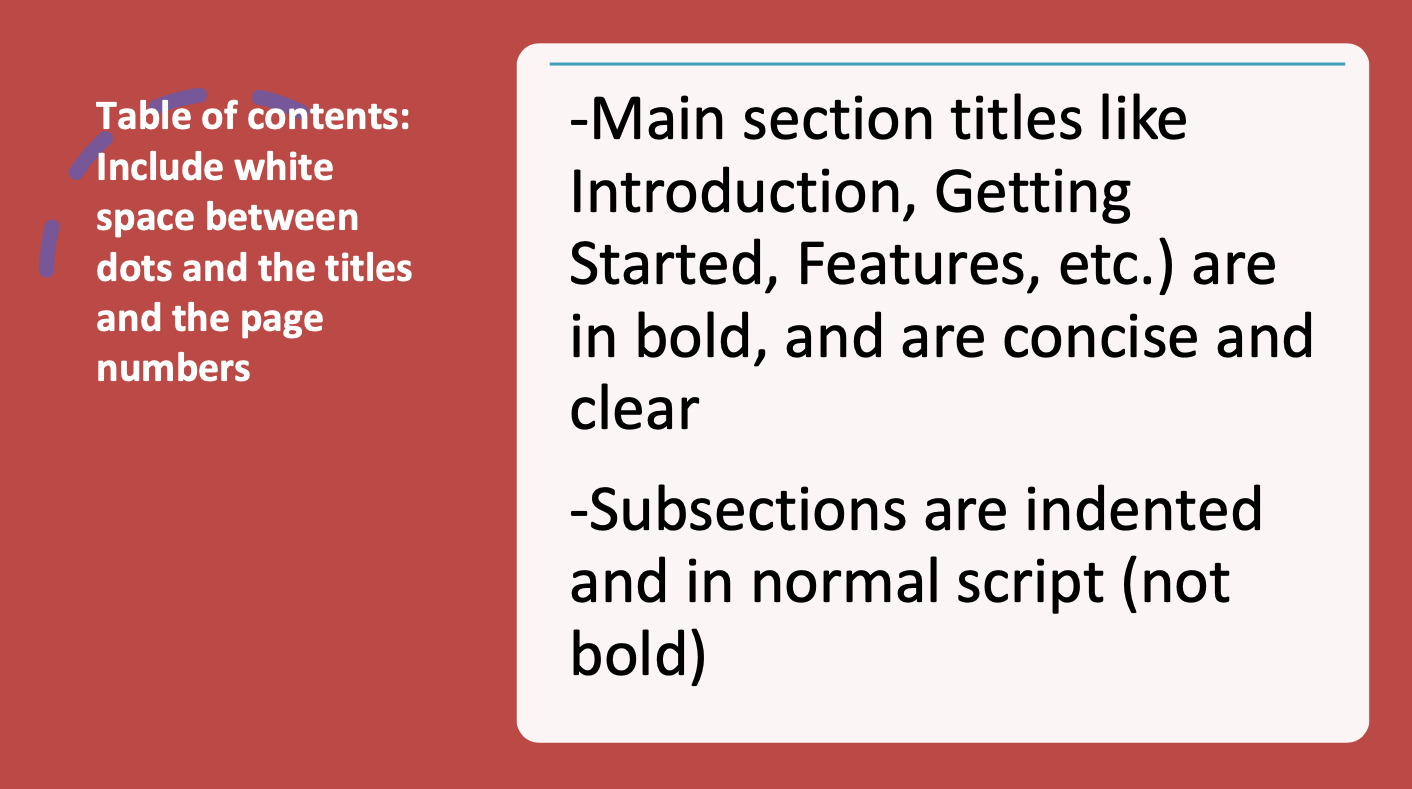 Table of contents:
Include white
space between
dots and the titles
and the page
numbers
-Main section titles like
Introduction, Getting
Started, Features, etc.) are
in bold, and are concise and
clear
-Subsections are indented
and in normal script (not
bold)